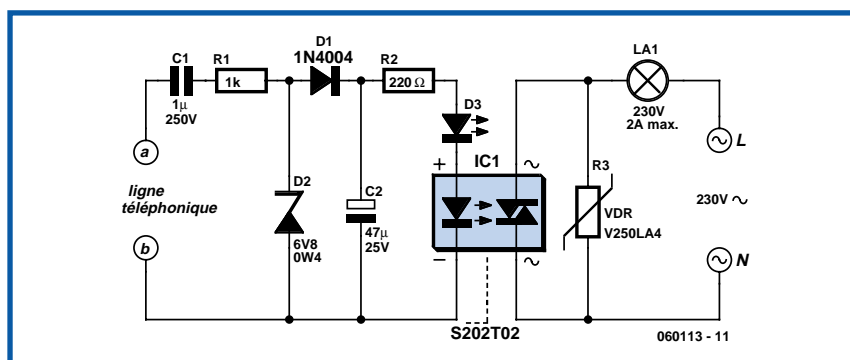 C1
1µ
250V
R1
1k
D1
1N4004
R2
220 Ω
D3
LA1
230V
2A max.
a
ligne
téléphonique
b
D2
6V8
0W4
C2
47µ
25V
+
IC1
~
−
~
S202T02
R3
VDR
V250LA4
L
230V ~
N
060113 - 11